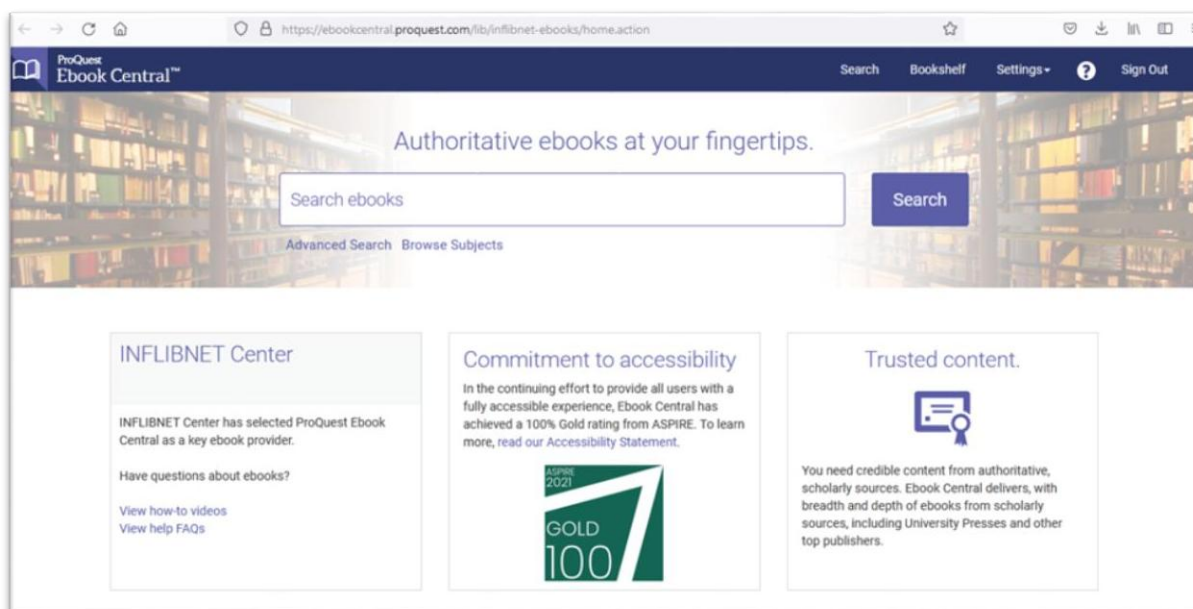 https://ebookcentral.proquest.com/lib/inflibnet-ebooks/home.action
ProQuest
Ebook Central™
Search
Bookshelf
Settings
?
Sign Out
Authoritative ebooks at your fingertips.
Search ebooks
Search
Advanced Search
Browse Subjects
INFLIBNET Center
INFLIBNET Center has selected ProQuest Ebook
Central as a key ebook provider.
Have questions about ebooks?
View how-to videos
View help FAQs
Commitment to accessibility
In the continuing effort to provide all users with a
fully accessible experience, Ebook Central has
achieved a 100% Gold rating from ASPIRE. To learn
more, read our Accessibility Statement.
ASPIRE
2021
GOLD
100
Trusted content.
You need credible content from authoritative,
scholarly sources. Ebook Central delivers, with
breadth and depth of ebooks from scholarly
sources, including University Presses and other
top publishers.